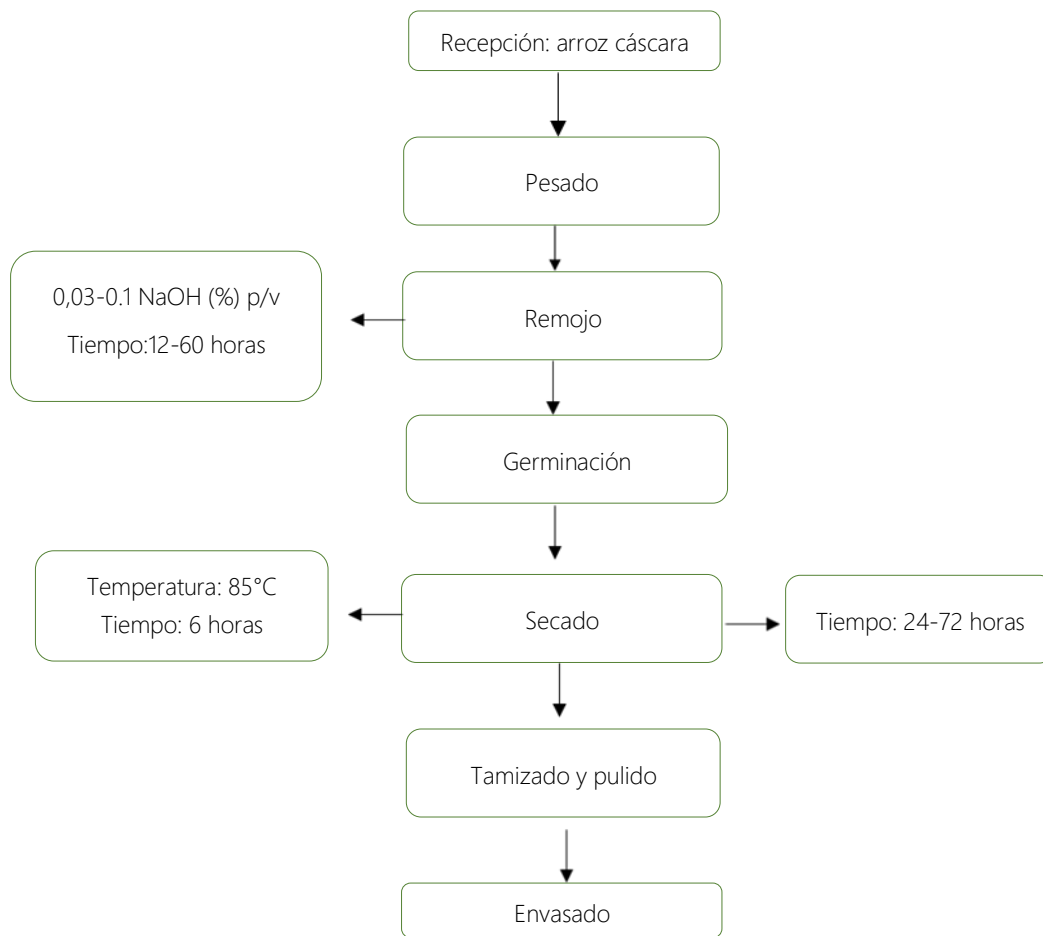 Recepción: arroz cáscara
Pesado
0,03-0.1 NaOH (%) p/v
Tiempo:12-60 horas
Remojo
Germinación
Temperatura: 85°C
Tiempo: 6 horas
Secado
Tiempo: 24-72 horas
Tamizado y pulido
Envasado